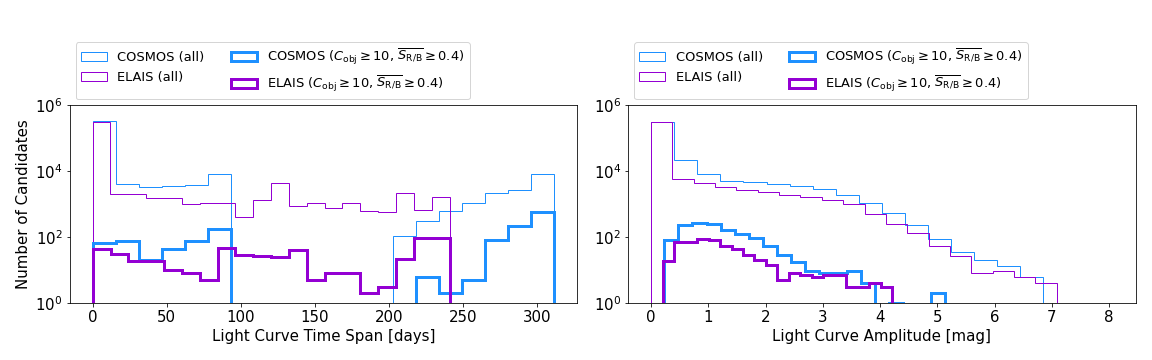 COSMOS (all)
ELAIS (all)
COSMOS (C_obj ≥ 10, S̅_R/B ≥ 0.4)
ELAIS (C_obj ≥ 10, S̅_R/B ≥ 0.4)
Number of Candidates
10^6
10^4
10^2
10^0
0 50 100 150 200 250 300
Light Curve Time Span [days]
COSMOS (all)
ELAIS (all)
COSMOS (C_obj ≥ 10, S̅_R/B ≥ 0.4)
ELAIS (C_obj ≥ 10, S̅_R/B ≥ 0.4)
10^6
10^4
10^2
10^0
0 1 2 3 4 5 6 7 8
Light Curve Amplitude [mag]